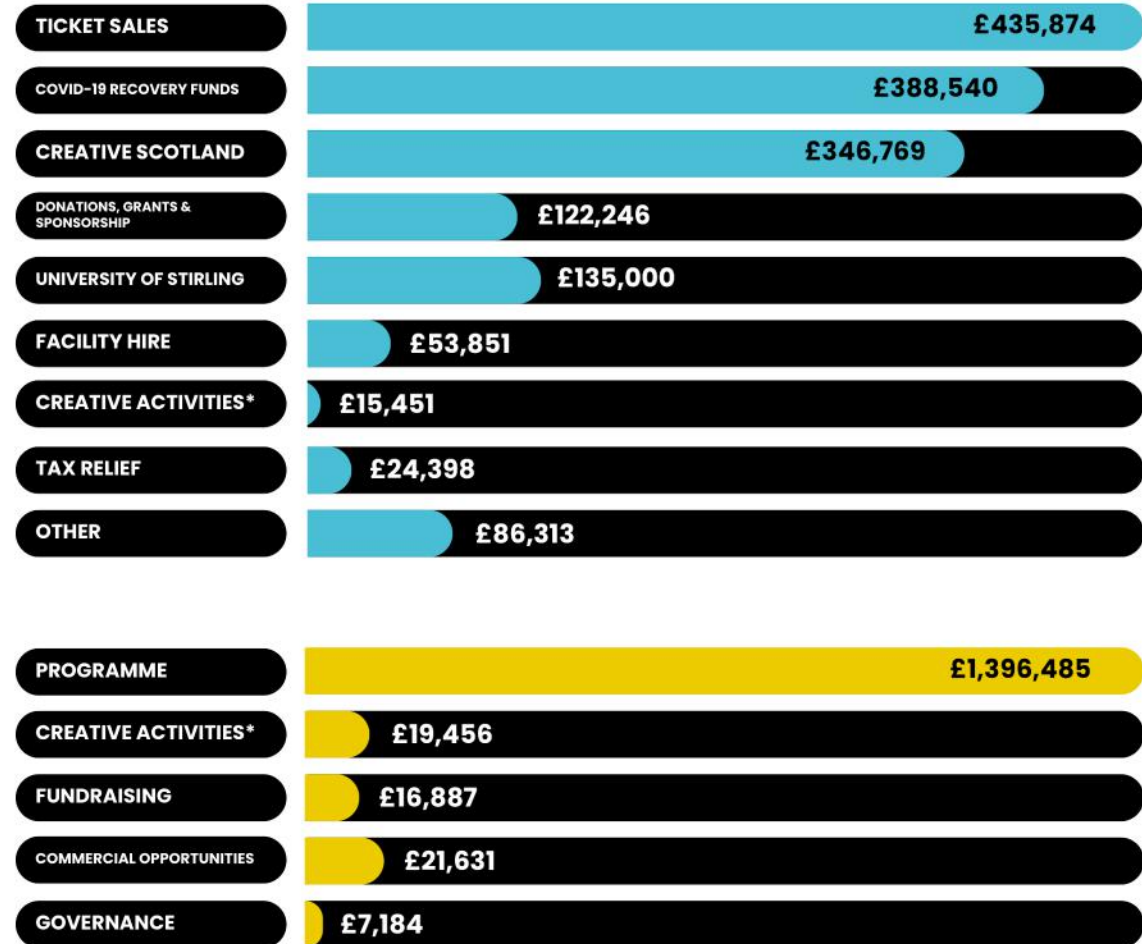 TICKET SALES £435,874
COVID-19 RECOVERY FUNDS £388,540
CREATIVE SCOTLAND £346,769
DONATIONS, GRANTS &
SPONSORSHIP £122,246
UNIVERSITY OF STIRLING £135,000
FACILITY HIRE £53,851
CREATIVE ACTIVITIES* £15,451
TAX RELIEF £24,398
OTHER £86,313
PROGRAMME £1,396,485
CREATIVE ACTIVITIES* £19,456
FUNDRAISING £16,887
COMMERCIAL OPPORTUNITIES £21,631
GOVERNANCE £7,184